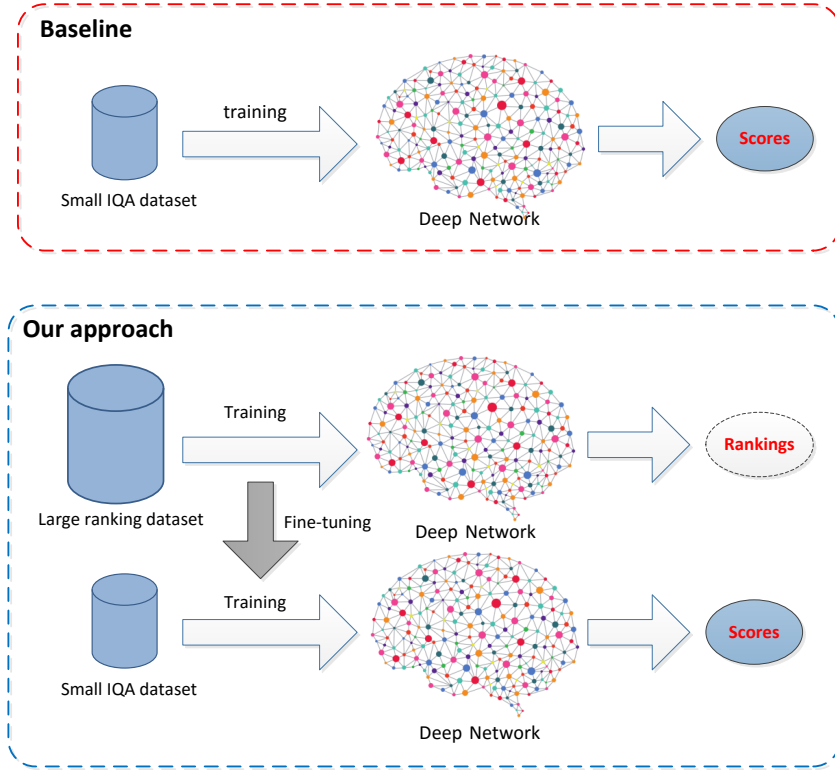 Baseline
training
Scores
Small IQA dataset
Deep Network
Our approach
Training
Rankings
Large ranking dataset
Fine-tuning
Deep Network
Training
Scores
Small IQA dataset
Deep Network